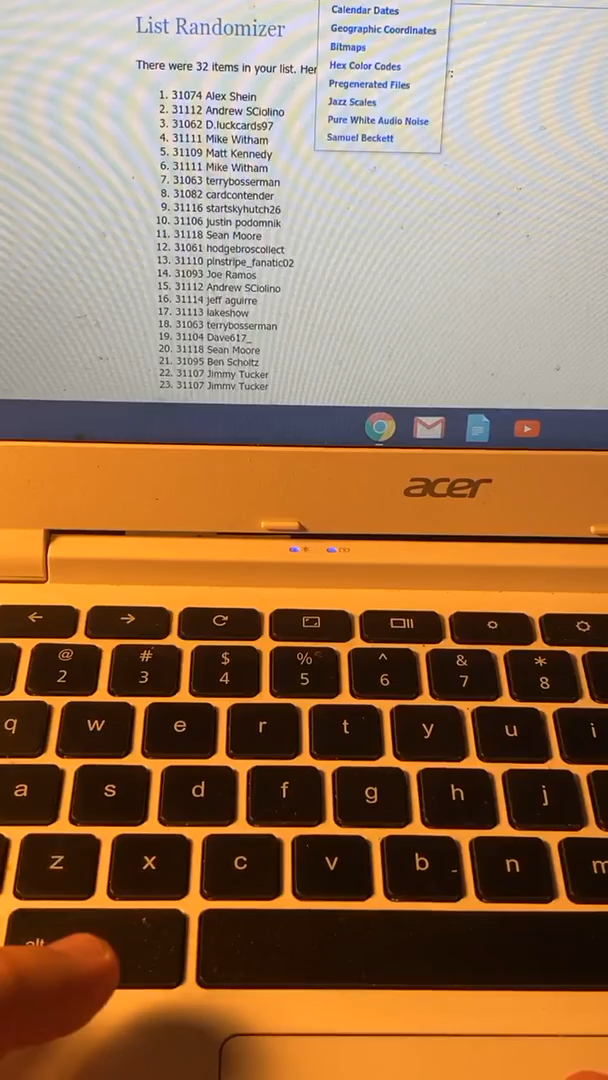 List Randomizer
There were 32 items in your list. Her
Calendar Dates
Geographic Coordinates
Bitmaps
Hex Color Codes
Pregenerated Files
Jazz Scales
Pure White Audio Noise
Samuel Beckett
1. 31074 Alex Shein
2. 31112 Andrew SCiolino
3. 31062 D.luckcards97
4. 31111 Mike Witham
5. 31109 Matt Kennedy
6. 31111 Mike Witham
7. 31063 terrybosserman
8. 31082 cardcontender
9. 31116 startskyhutch26
10. 31106 justin podomnik
11. 31118 Sean Moore
12. 31061 hodgebroscollect
13. 31110 pinstripe_fanatic02
14. 31093 Joe Ramos
15. 31112 Andrew SCiolino
16. 31114 jeff aguirre
17. 31113 lakeshow
18. 31063 terrybosserman
19. 31104 Dave617_
20. 31118 Sean Moore
21. 31095 Ben Scholtz
22. 31107 Jimmy Tucker
23. 31107 Jimmy Tucker
acer
@ # $ % ^ & *
2 3 4 5 6 7 8
q w e r t y u i
a s d f g h j
z x c v b n m
alt